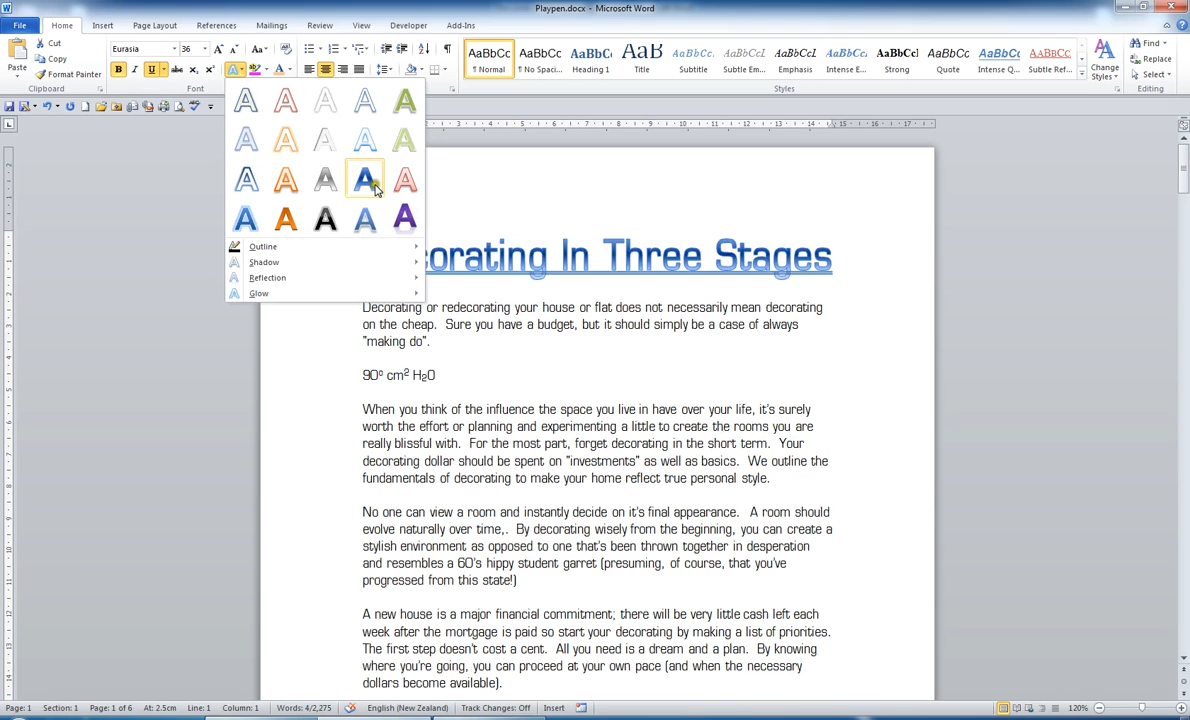 Playpen.docx - Microsoft Word
File Home Insert Page Layout References Mailings Review View Developer Add-Ins
Paste
Cut
Copy
Format Painter
Clipboard
Eurasia 36
Font
AaBbCc AaBbCc AaBbC AaB AaBbCc AaBbCc AaBbCc AaBbCc AaBbCcl AaBbCc AaBbCc AABBCC
¶ Normal ¶ No Spaci... Heading 1 Title Subtitle Subtle Em... Emphasis Intense E... Strong Quote Intense Q... Subtle Ref...
Styles
Change
Styles
Find
Replace
Select
Editing
Outline
Shadow
Reflection
Glow
corating In Three Stages
Decorating or redecorating your house or flat does not necessarily mean decorating
on the cheap.  Sure you have a budget, but it should simply be a case of always
"making do".
90º cm² H₂O
When you think of the influence the space you live in have over your life, it's surely
worth the effort or planning and experimenting a little to create the rooms you are
really blissful with.  For the most part, forget decorating in the short term.  Your
decorating dollar should be spent on "investments" as well as basics.  We outline the
fundamentals of decorating to make your home reflect true personal style.
No one can view a room and instantly decide on it's final appearance.  A room should
evolve naturally over time,.  By decorating wisely from the beginning, you can create a
stylish environment as opposed to one that's been thrown together in desperation
and resembles a 60's hippy student garret (presuming, of course, that you've
progressed from this state!)
A new house is a major financial commitment; there will be very little cash left each
week after the mortgage is paid so start your decorating by making a list of priorities.
The first step doesn't cost a cent.  All you need is a dream and a plan.  By knowing
where you're going, you can proceed at your own pace (and when the necessary
dollars become available).
Page: 1 Section: 1 Page: 1 of 6 At: 2.5cm Line: 1 Column: 1 Words: 4/2,275 English (New Zealand) Track Changes: Off Insert 120%